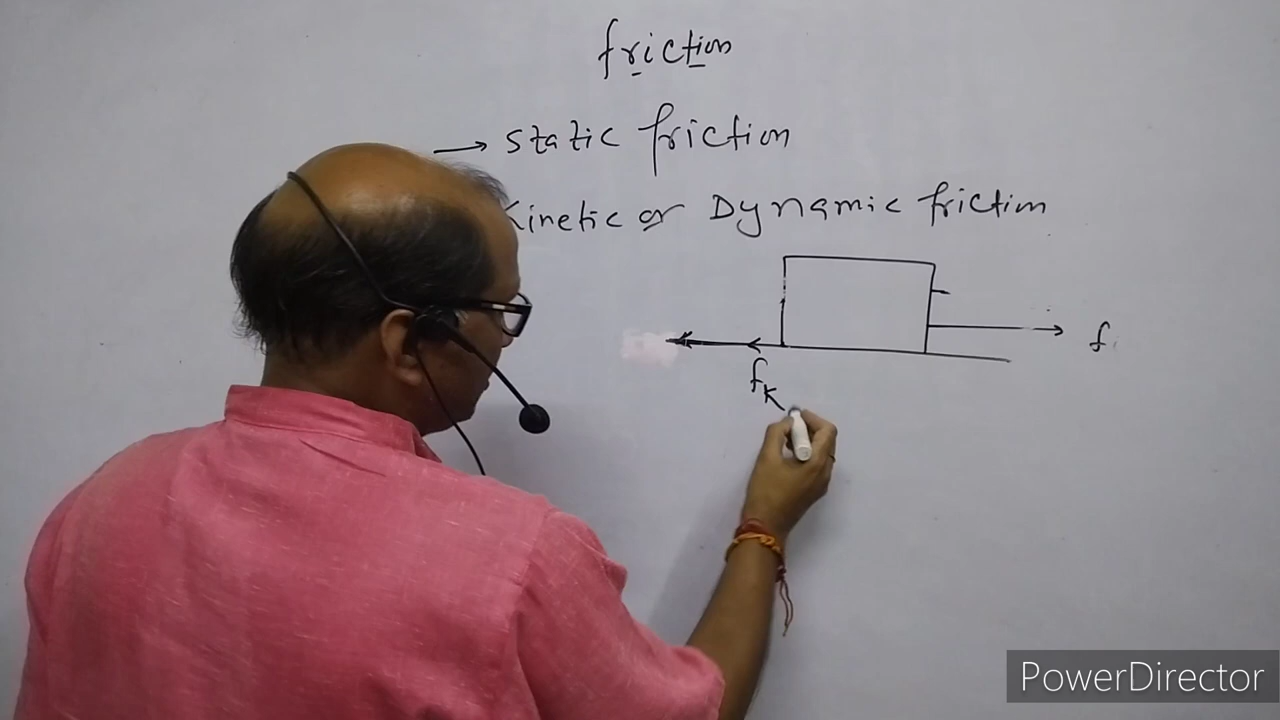 friction
→ static friction
Kinetic or Dynamic friction
f
fK
PowerDirector